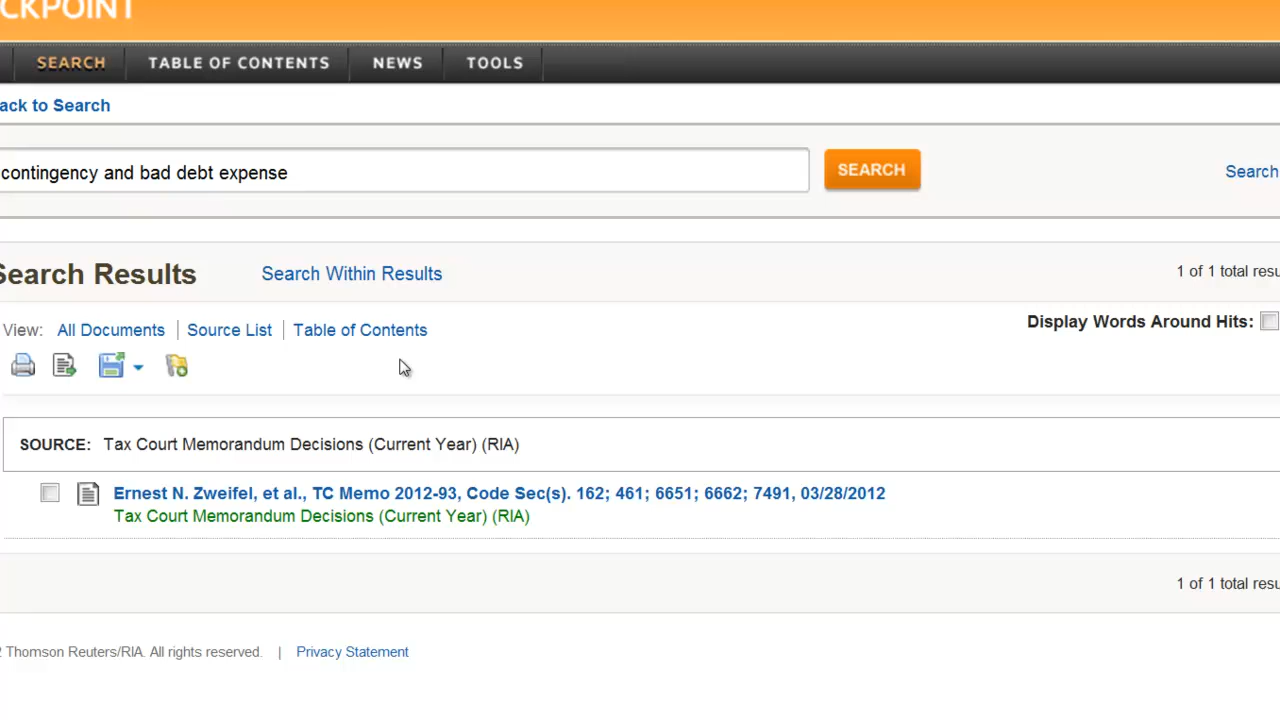 CKPOINT
SEARCH TABLE OF CONTENTS NEWS TOOLS
ack to Search
contingency and bad debt expense SEARCH Search
Search Results Search Within Results 1 of 1 total resu
View: All Documents Source List Table of Contents
Display Words Around Hits:
SOURCE: Tax Court Memorandum Decisions (Current Year) (RIA)
Ernest N. Zweifel, et al., TC Memo 2012-93, Code Sec(s). 162; 461; 6651; 6662; 7491, 03/28/2012
Tax Court Memorandum Decisions (Current Year) (RIA)
1 of 1 total resu
2 Thomson Reuters/RIA. All rights reserved. | Privacy Statement